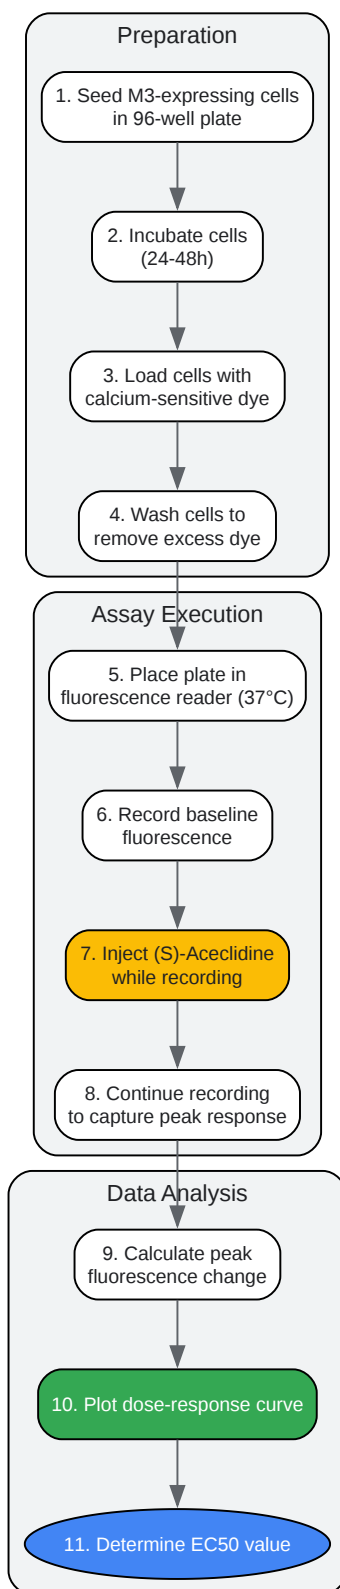 Preparation
1. Seed M3-expressing cells
in 96-well plate
2. Incubate cells
(24-48h)
3. Load cells with
calcium-sensitive dye
4. Wash cells to
remove excess dye
Assay Execution
5. Place plate in
fluorescence reader (37°C)
6. Record baseline
fluorescence
7. Inject (S)-Aceclidine
while recording
8. Continue recording
to capture peak response
Data Analysis
9. Calculate peak
fluorescence change
10. Plot dose-response curve
11. Determine EC50 value